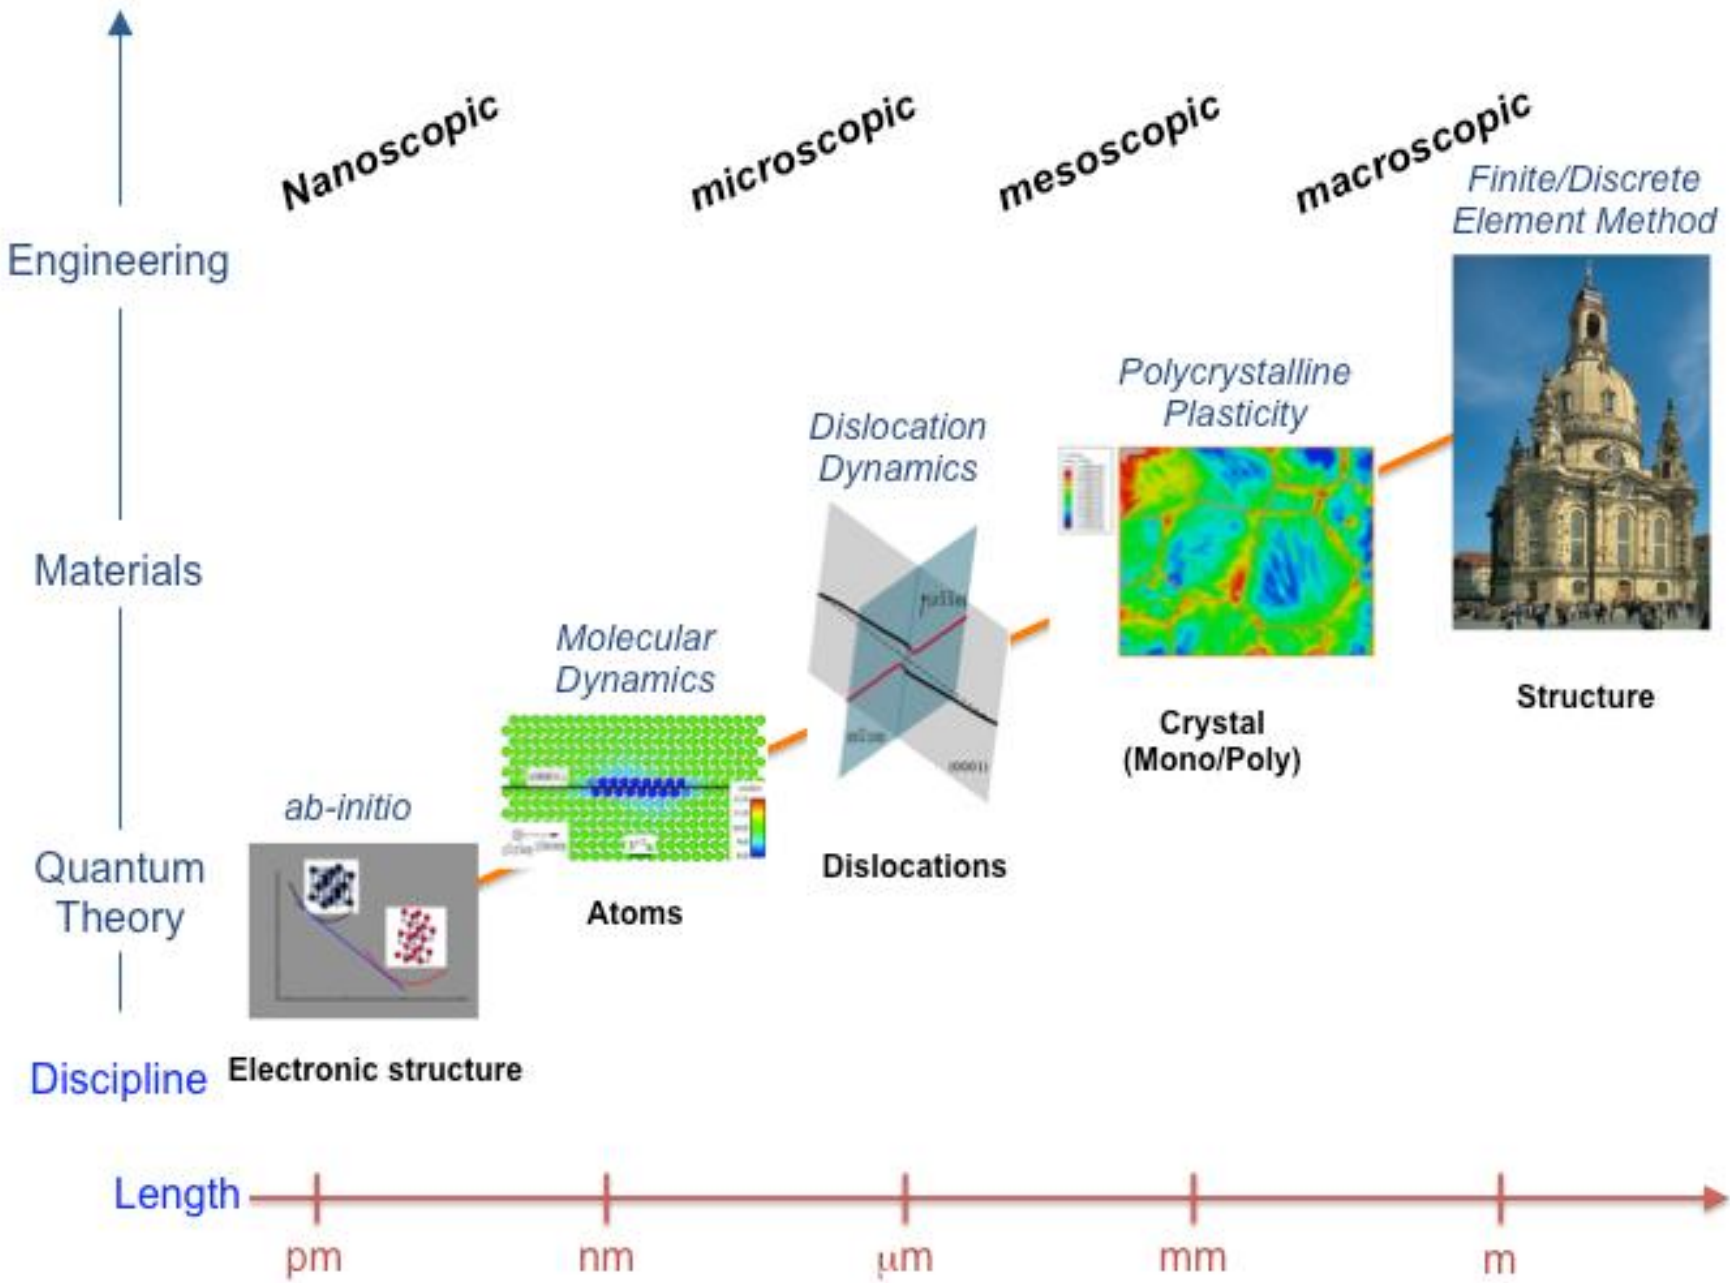 Nanoscopic
microscopic
mesoscopic
macroscopic
Finite/Discrete
Element Method
Engineering
Polycrystalline
Plasticity
Dislocation
Dynamics
Materials
Molecular
Dynamics
Structure
Crystal
(Mono/Poly)
ab-initio
(0001)
Quantum
Theory
Dislocations
Atoms
Discipline
Electronic structure
Length
pm
nm
μm
mm
m